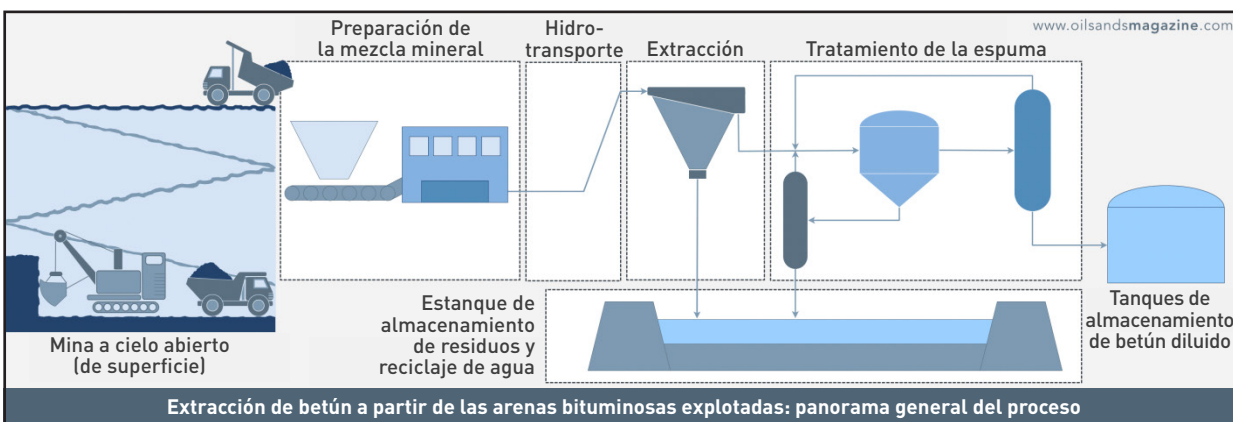 www.oilsandsmagazine.com
Preparación de
la mezcla mineral
Hidro-
transporte
Extracción
Tratamiento de la espuma
Mina a cielo abierto
(de superficie)
Estanque de
almacenamiento
de residuos y
reciclaje de agua
Tanques de
almacenamiento
de betún diluido
Extracción de betún a partir de las arenas bituminosas explotadas: panorama general del proceso